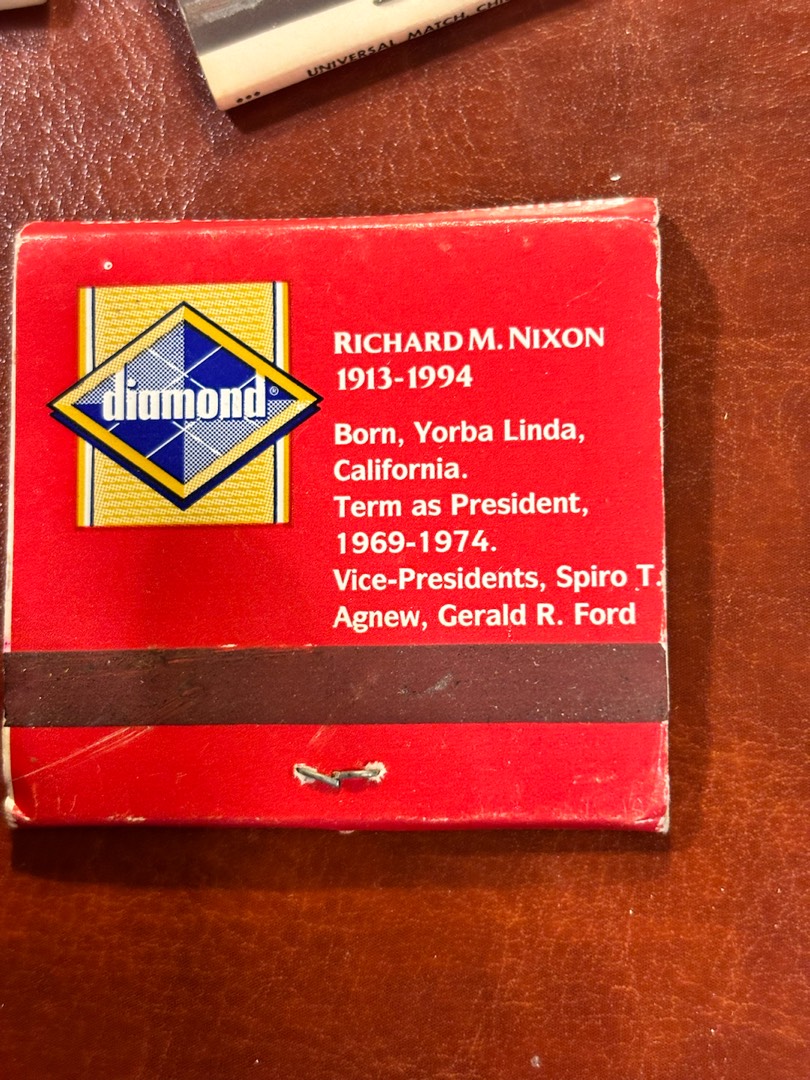 UNIVERSAL MATCH, 
diamond®
RICHARD M. NIXON
1913-1994
Born, Yorba Linda,
California.
Term as President,
1969-1974.
Vice-Presidents, Spiro T.
Agnew, Gerald R. Ford